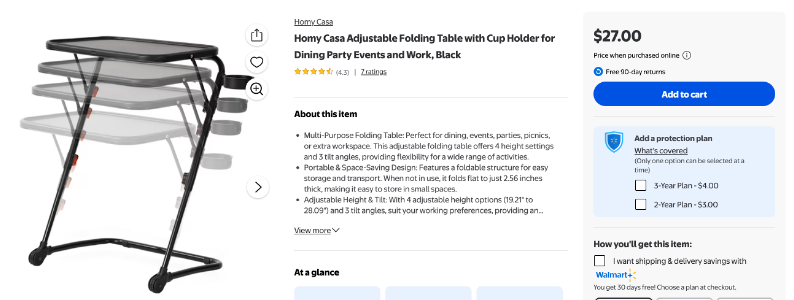 Homy Casa
Homy Casa Adjustable Folding Table with Cup Holder for
Dining Party Events and Work, Black
(4.3) | 7 ratings
About this item
• Multi-Purpose Folding Table: Perfect for dining, events, parties, picnics,
or extra workspace. This adjustable folding table offers 4 height settings
and 3 tilt angles, providing flexibility for a wide range of activities.
• Portable & Space-Saving Design: Features a foldable structure for easy
storage and transport. When not in use, it folds flat to just 2.56 inches
thick, making it easy to store in small spaces.
• Adjustable Height & Tilt: With 4 adjustable height options (19.21" to
28.09") and 3 tilt angles, suit your working preferences, providing an...
View more
At a glance
$27.00
Price when purchased online
Free 90-day returns
Add to cart
Add a protection plan
What's covered
(Only one option can be selected at a
time)
3-Year Plan - $4.00
2-Year Plan - $3.00
How you'll get this item:
I want shipping & delivery savings with
Walmart+
You get 30 days free! Choose a plan at checkout.